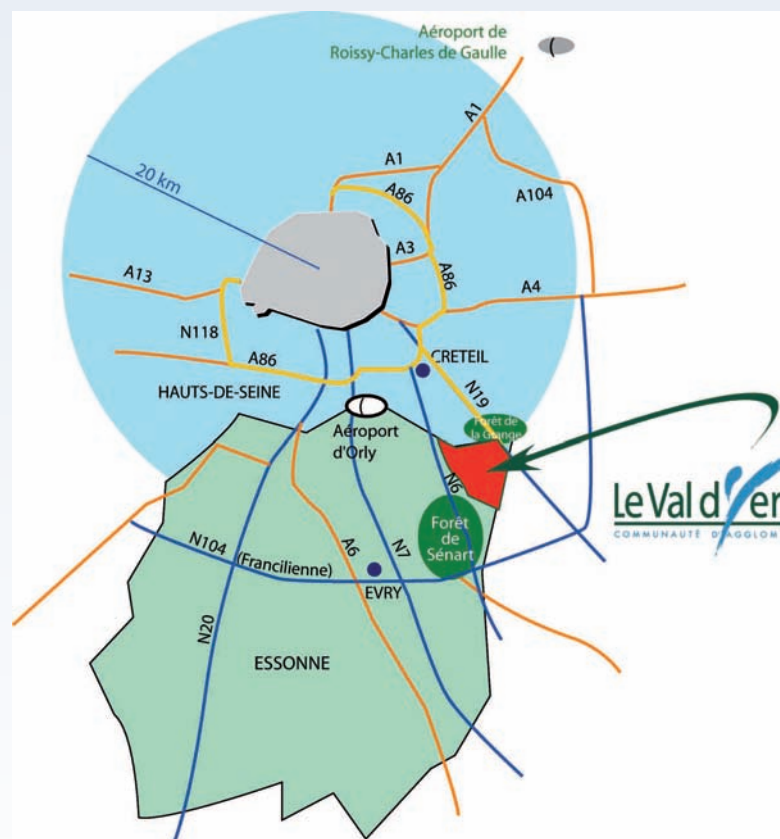 Aéroport de
Roissy-Charles de Gaulle
20 km
A1
A1
A86
A104
A3
A86
A13
A4
N118
A86
CRETEIL
HAUTS-DE-SEINE
N19
Forêt de
la Grange
Aéroport
d'Orly
N6
Le Val d'Yer
COMMUNAUTÉ D'AGGLOM
Forêt
de
Sénart
N104 (Francilienne)
A6
N7
EVRY
N20
ESSONNE